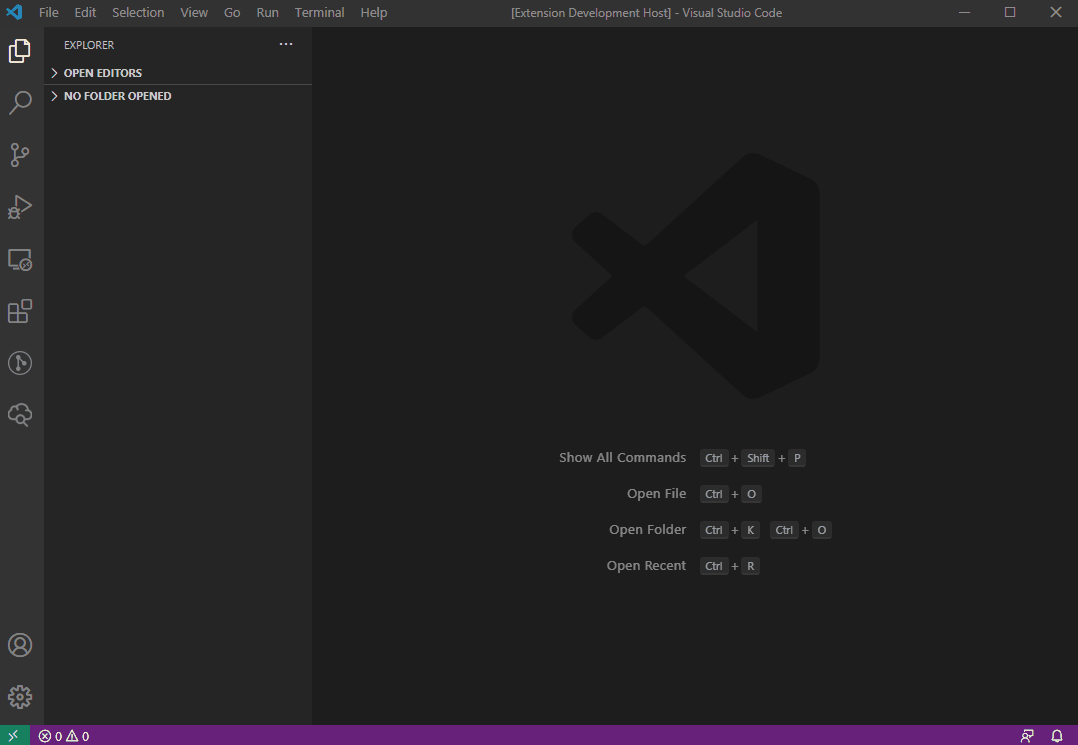 File Edit Selection View Go Run Terminal Help [Extension Development Host] - Visual Studio Code
EXPLORER
OPEN EDITORS
NO FOLDER OPENED
Show All Commands Ctrl + Shift + P
Open File Ctrl + O
Open Folder Ctrl + K Ctrl + O
Open Recent Ctrl + R
0 0